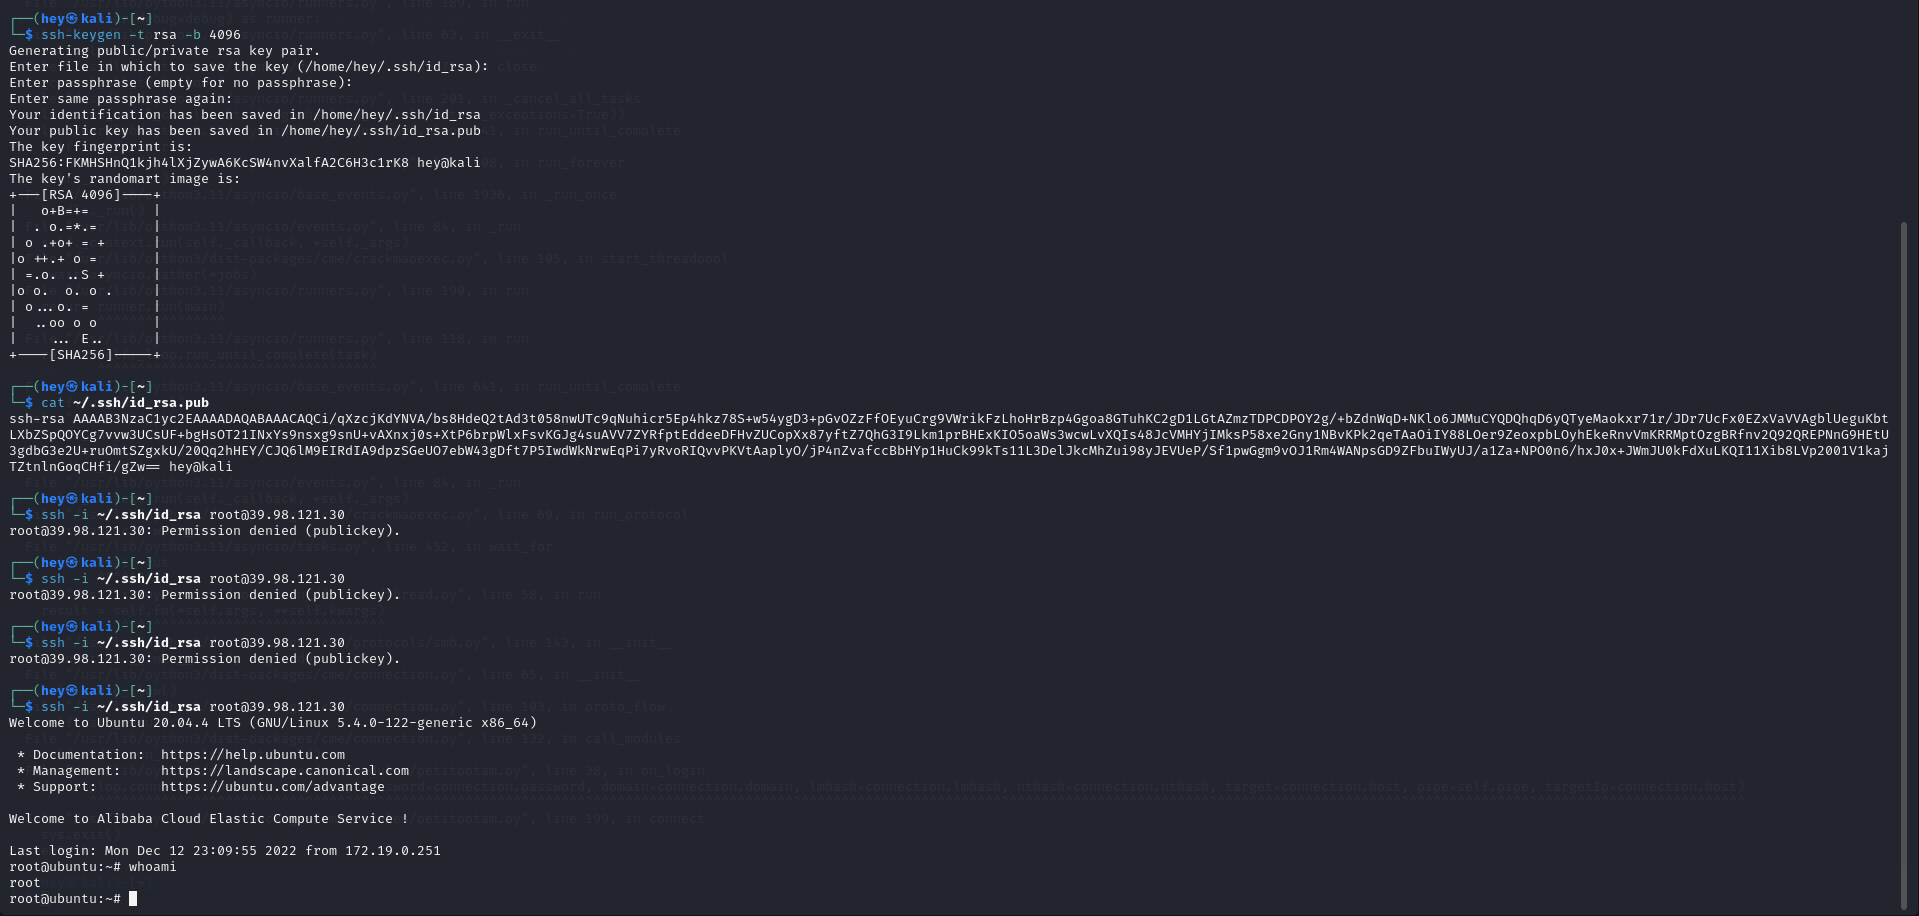 ┌──(hey㉿kali)-[~]
└─$ ssh-keygen -t rsa -b 4096
Generating public/private rsa key pair.
Enter file in which to save the key (/home/hey/.ssh/id_rsa):
Enter passphrase (empty for no passphrase):
Enter same passphrase again:
Your identification has been saved in /home/hey/.ssh/id_rsa
Your public key has been saved in /home/hey/.ssh/id_rsa.pub
The key fingerprint is:
SHA256:FKMHSHnQ1kjh4lXjZywA6KcSW4nvXalfA2C6H3c1rK8 hey@kali
The key's randomart image is:
+---[RSA 4096]----+
|   o+B=+=        |
|  . o.=*.=       |
| o .+o+ = +      |
|o ++.+ o =       |
| =.o. ..S +      |
|o o.  o. o .     |
| o...o. =        |
|  ..oo o o       |
|    ... E..      |
+----[SHA256]-----+
┌──(hey㉿kali)-[~]
└─$ cat ~/.ssh/id_rsa.pub
ssh-rsa AAAAB3NzaC1yc2EAAAADAQABAAACAQCi/qXzcjKdYNVA/bs8HdeQ2tAd3t058nwUTc9qNuhicr5Ep4hkz78S+w54ygD3+pGvOZzFfOEyuCrg9VWrikFzLhoHrBzp4Ggoa8GTuhKC2gD1LGtAZmzTDPCDPOY2g/+bZdnWqD+NKlo6JMMuCYQDQhqD6yQTyeMaokxr71r/JDr7UcFx0EZxVaVVAgblUeguKbt
LXbZSpQOYCg7vvw3UCsUF+bgHsOT21INxYs9nsxg9snU+vAXnxj0s+XtP6brpWlxFsvKGJg4suAVV7ZYRfptEddeeDFHvZUCopXx87yftZ7QhG3I9Lkm1prBHExKIO5oaWs3wcwLvXQIs48JcVMHYjIMksP58xe2Gny1NBvKPk2qeTAaOiIY88LOer9ZeoxpbLOyhEkeRnvVmKRRMptOzgBRfnv2Q92QREPNnG9HEtU
3gdbG3e2U+ruOmtSZgxkU/20Qq2hHEY/CJQ6lM9EIRdIA9dpzSGeUO7ebW43gDft7P5IwdWkNrwEqPi7yRvoRIQvvPKVtAaplyO/jP4nZvafccBbHYp1HuCk99kTs11L3DelJkcMhZui98yJEVUeP/Sf1pwGgm9vOJ1Rm4WANpsGD9ZFbuIWyUJ/a1Za+NPO0n6/hxJ0x+JWmJU0kFdXuLKQI11Xib8LVp2001V1kaj
TZtnlnGoqCHfi/gZw== hey@kali
┌──(hey㉿kali)-[~]
└─$ ssh -i ~/.ssh/id_rsa root@39.98.121.30
root@39.98.121.30: Permission denied (publickey).
┌──(hey㉿kali)-[~]
└─$ ssh -i ~/.ssh/id_rsa root@39.98.121.30
root@39.98.121.30: Permission denied (publickey).
┌──(hey㉿kali)-[~]
└─$ ssh -i ~/.ssh/id_rsa root@39.98.121.30
root@39.98.121.30: Permission denied (publickey).
┌──(hey㉿kali)-[~]
└─$ ssh -i ~/.ssh/id_rsa root@39.98.121.30
Welcome to Ubuntu 20.04.4 LTS (GNU/Linux 5.4.0-122-generic x86_64)
 * Documentation:  https://help.ubuntu.com
 * Management:     https://landscape.canonical.com
 * Support:        https://ubuntu.com/advantage
Welcome to Alibaba Cloud Elastic Compute Service !
Last login: Mon Dec 12 23:09:55 2022 from 172.19.0.251
root@ubuntu:~# whoami
root
root@ubuntu:~#